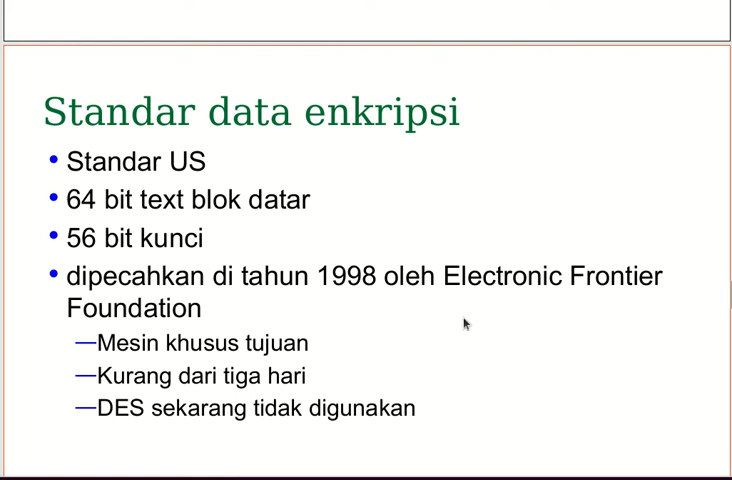 Standar data enkripsi
• Standar US
• 64 bit text blok datar
• 56 bit kunci
• dipecahkan di tahun 1998 oleh Electronic Frontier
Foundation
—Mesin khusus tujuan
—Kurang dari tiga hari
—DES sekarang tidak digunakan